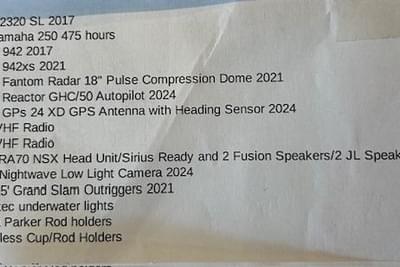 2320 SL 2017
amaha 250 475 hours
942 2017
942xs 2021
Fantom Radar 18" Pulse Compression Dome 2021
Reactor GHC/50 Autopilot 2024
GPs 24 XD GPS Antenna with Heading Sensor 2024
VHF Radio
VHF Radio
RA70 NSX Head Unit/Sirius Ready and 2 Fusion Speakers/2 JL Speak
Nightwave Low Light Camera 2024
5' Grand Slam Outriggers 2021
ec underwater lights
Parker Rod holders
less Cup/Rod Holders